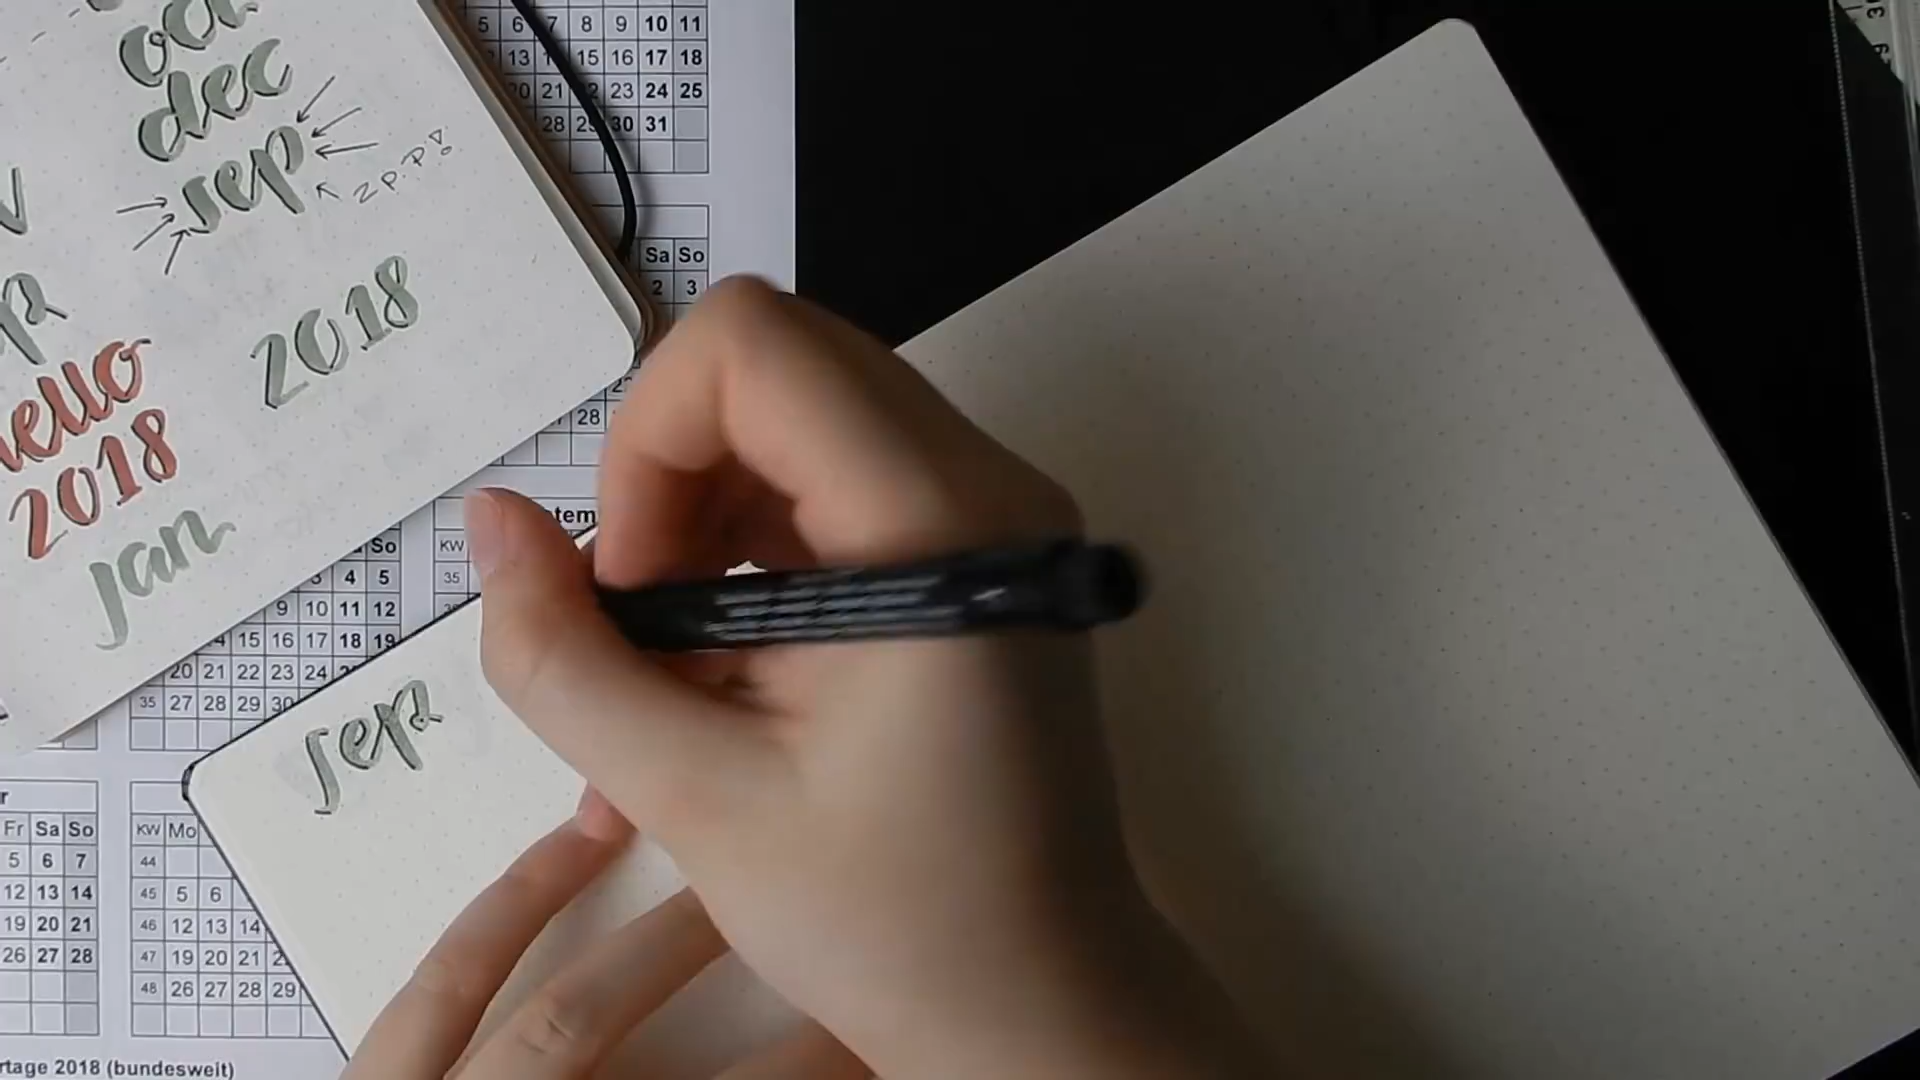 dec
sep
2 P.P!
2018
hello
2018
jan
sep
5 6 7 8 9 10 11
13 15 16 17 18
20 21 22 23 24 25
28 29 30 31
Sa So
2 3
28
KW
35
So
4 5
9 10 11 12
15 16 17 18 19
20 21 22 23 24
35 27 28 29 30
Fr Sa So
5 6 7
12 13 14
19 20 21
26 27 28
KW Mo
44
45 5 6
46 12 13 14
47 19 20 21
48 26 27 28 29
rtage 2018 (bundesweit)